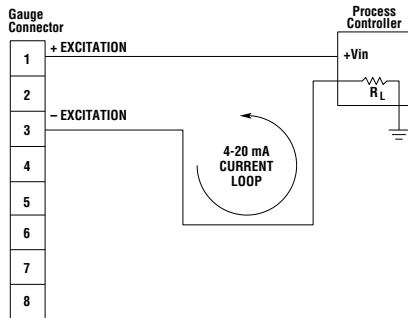 Gauge
Connector
Process
Controller
+ EXCITATION
1
+Vin
2
RL
– EXCITATION
3
4-20 mA
CURRENT
LOOP
4
5
6
7
8